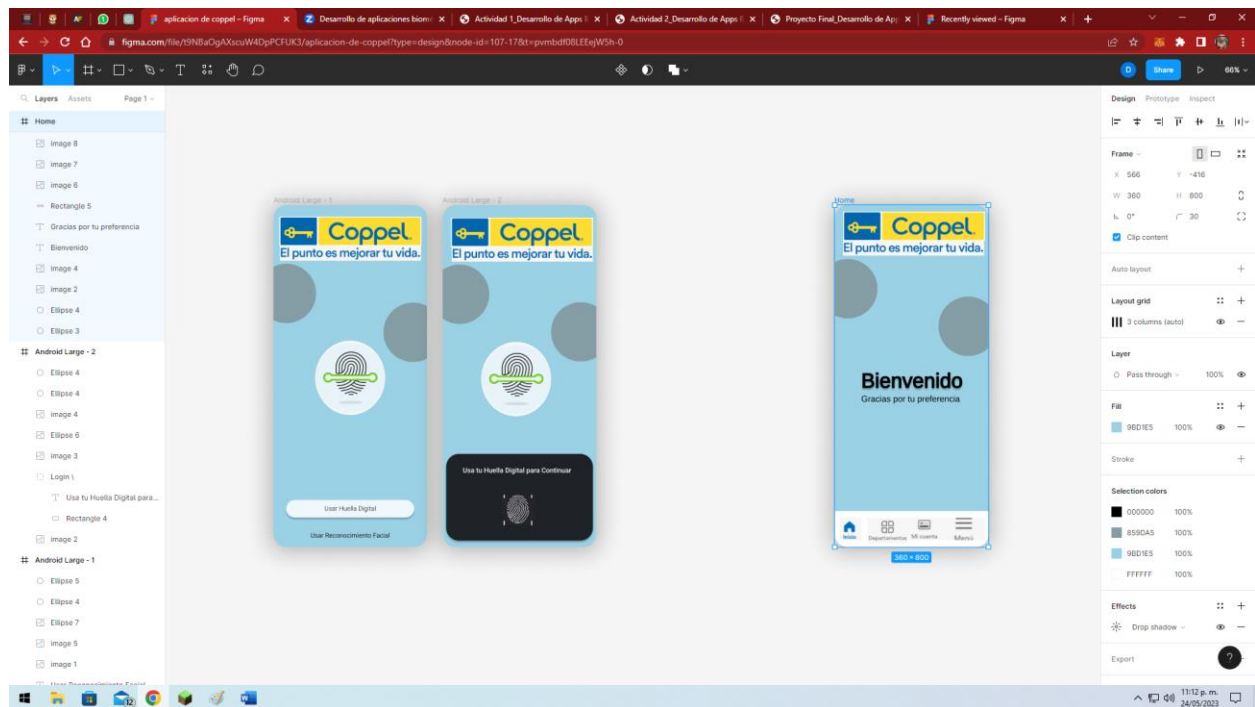 aplicacion de coppel – Figma
Desarrollo de aplicaciones biom
Actividad 1_Desarrollo de Apps
Actividad 2_Desarrollo de Apps
Proyecto Final_Desarrollo de Ap
Recently viewed – Figma
figma.com/file/t9NBaOgAXscuW4DpPCFUK3/aplicacion-de-coppel?type=design&node-id=107-17&t=pvmbdf08LEEejW5h-0
D
Share
66%
Layers
Assets
Page 1
Home
image 8
image 7
image 6
Rectangle 5
Gracias por tu preferencia
Bienvenido
image 4
image 2
Ellipse 4
Ellipse 3
Android Large - 2
Ellipse 4
Ellipse 4
image 4
Ellipse 6
image 3
Login \
Usa tu Huella Digital para...
Rectangle 4
image 2
Android Large - 1
Ellipse 5
Ellipse 4
Ellipse 7
image 5
image 1
Android Large - 1
Coppel.
El punto es mejorar tu vida.
Usar Huella Digital
Usar Reconocimiento Facial
Android Large - 2
Coppel.
El punto es mejorar tu vida.
Usa tu Huella Digital para Continuar
Home
Coppel.
El punto es mejorar tu vida.
Bienvenido
Gracias por tu preferencia
Inicio
Departamentos
Mi cuenta
Menú
360 × 800
Design
Prototype
Inspect
Frame
X 566
Y -416
W 360
H 800
0°
30
Clip content
Auto layout
Layout grid
3 columns (auto)
Layer
Pass through
100%
Fill
9BD1E5
100%
Stroke
Selection colors
000000
100%
859DA5
100%
9BD1E5
100%
FFFFFF
100%
Effects
Drop shadow
Export
?
12
11:12 p. m.
24/05/2023